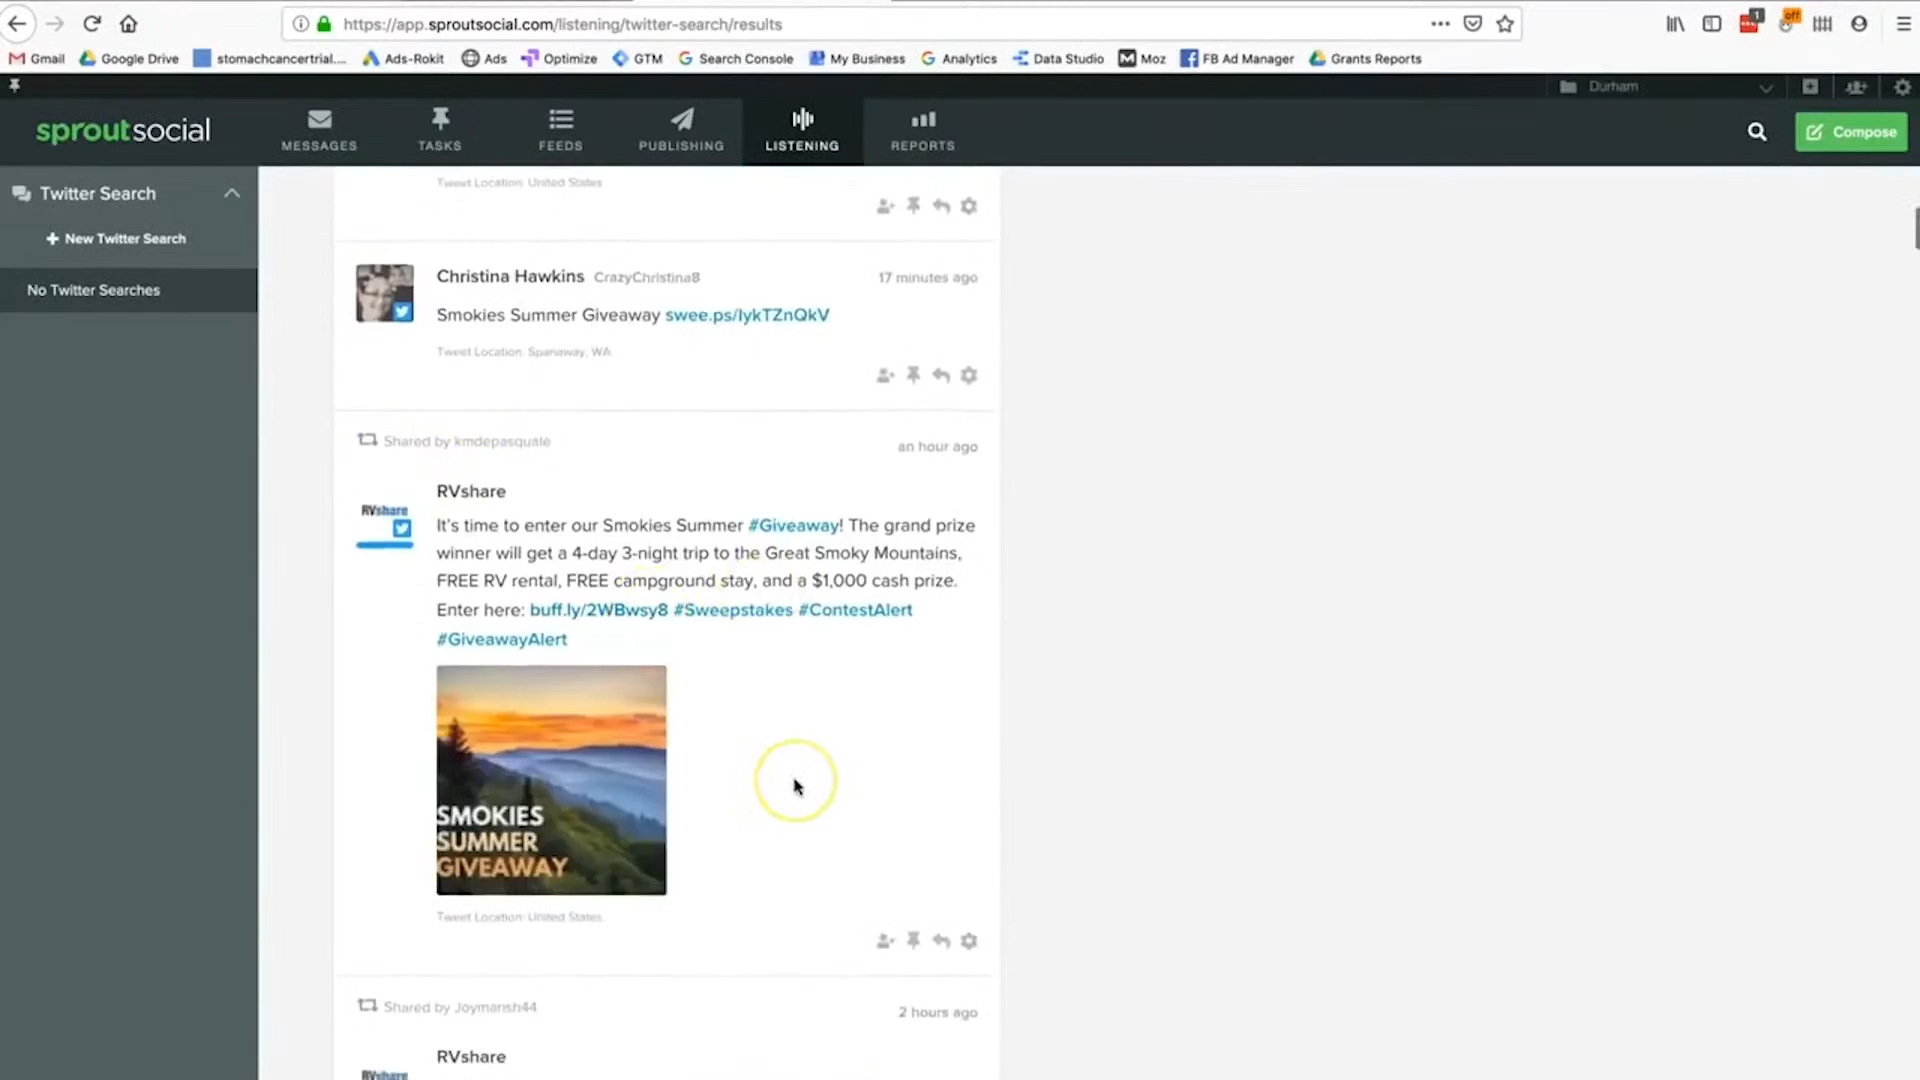 https://app.sproutsocial.com/listening/twitter-search/results
1
off
Gmail
Google Drive
stomachcancertrial....
Ads-Rokit
Ads
Optimize
GTM
Search Console
My Business
Analytics
Data Studio
Moz
FB Ad Manager
Grants Reports
Durham
sproutsocial
MESSAGES
TASKS
FEEDS
PUBLISHING
LISTENING
REPORTS
Compose
Twitter Search
New Twitter Search
No Twitter Searches
Tweet Location: United States
Christina Hawkins CrazyChristina8
17 minutes ago
Smokies Summer Giveaway swee.ps/IykTZnQkV
Tweet Location: Spanaway, WA
Shared by kmdepasquale
an hour ago
RVshare
RVshare
It's time to enter our Smokies Summer #Giveaway! The grand prize
winner will get a 4-day 3-night trip to the Great Smoky Mountains,
FREE RV rental, FREE campground stay, and a $1,000 cash prize.
Enter here: buff.ly/2WBwsy8 #Sweepstakes #ContestAlert
#GiveawayAlert
SMOKIES
SUMMER
GIVEAWAY
Tweet Location: United States
Shared by Joymarish44
2 hours ago
RVshare
RVshare